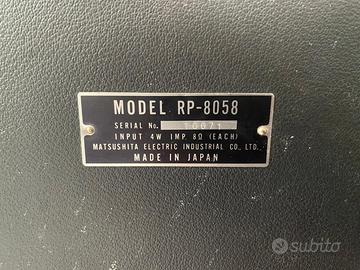 MODEL RP-8058
SERIAL No.
INPUT 4W IMP. 8Ω (EACH)
MATSUSHITA ELECTRIC INDUSTRIAL CO., LTD.
MADE IN JAPAN
subito